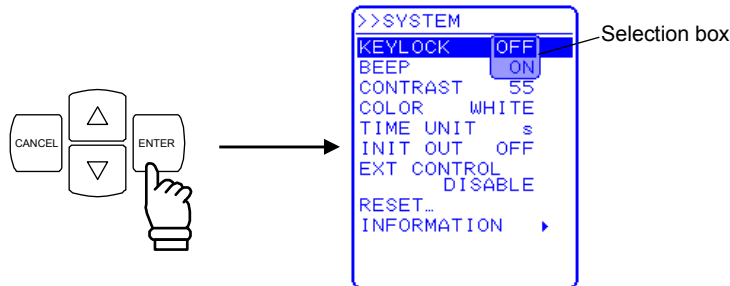 CANCEL
△
▽
ENTER
>>SYSTEM
KEYLOCK OFF
BEEP ON
CONTRAST 55
COLOR WHITE
TIME UNIT s
INIT OUT OFF
EXT CONTROL
DISABLE
RESET…
INFORMATION ▸
Selection box